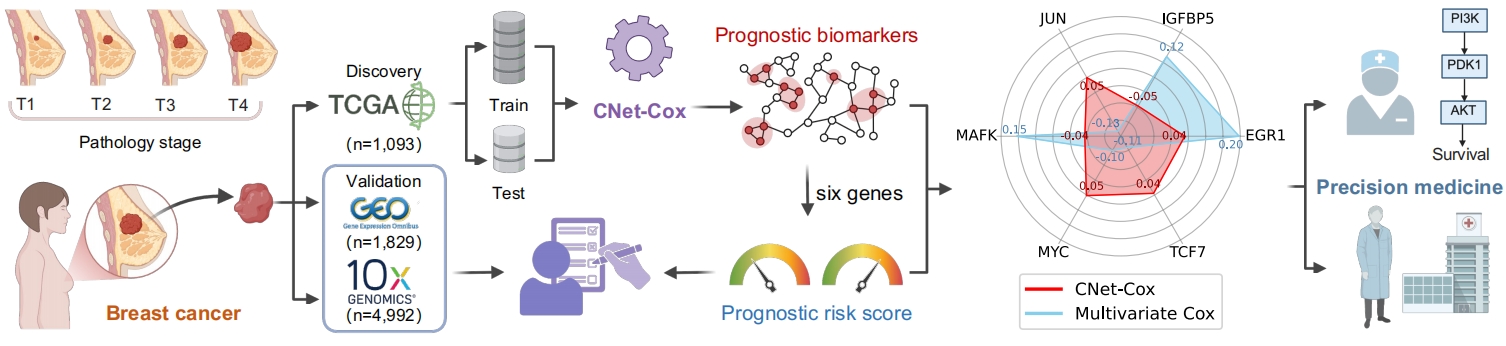 T1
T2
T3
T4
Pathology stage
Breast cancer
Discovery
TCGA
(n=1,093)
Validation
GEO
Gene Expression Omnibus
(n=1,829)
10x
GENOMICS®
(n=4,992)
Train
Test
CNet-Cox
Prognostic biomarkers
six genes
Prognostic risk score
JUN
IGFBP5
0.12
0.05
-0.05
MAFK
0.15
-0.04
-0.13
-0.11
0.04
EGR1
0.20
-0.10
0.05
0.04
MYC
TCF7
CNet-Cox
Multivariate Cox
PI3K
PDK1
AKT
Survival
Precision medicine